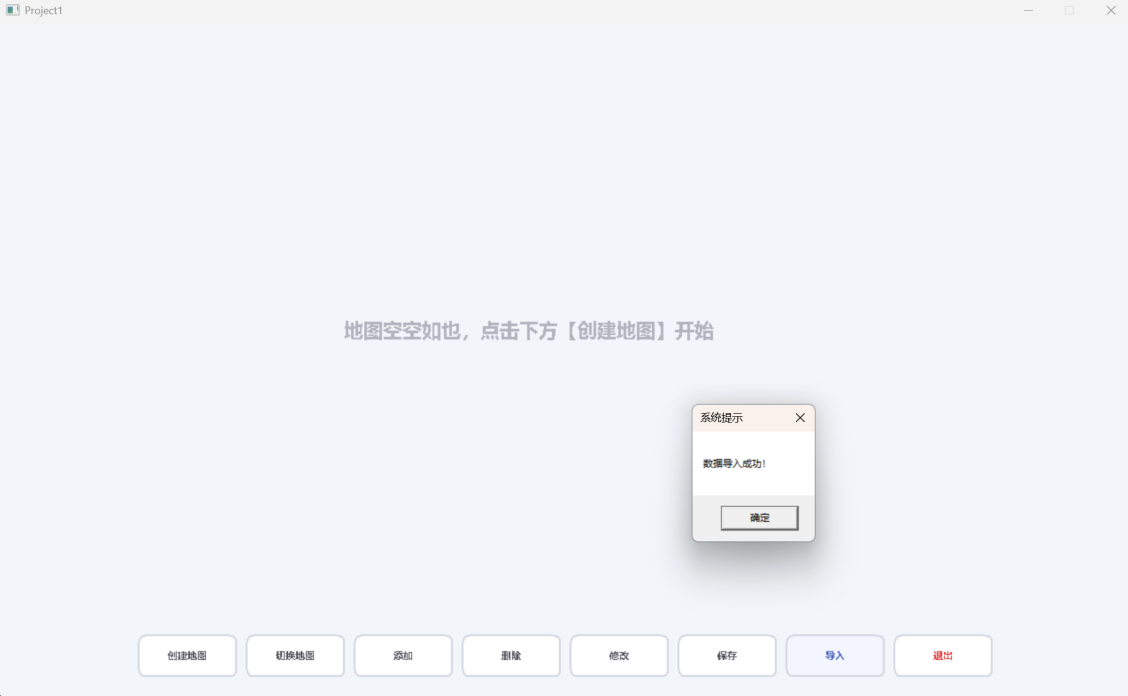 Project1
地图空空如也，点击下方【创建地图】开始
系统提示
数据导入成功！
确定
创建地图
切换地图
添加
删除
修改
保存
导入
退出